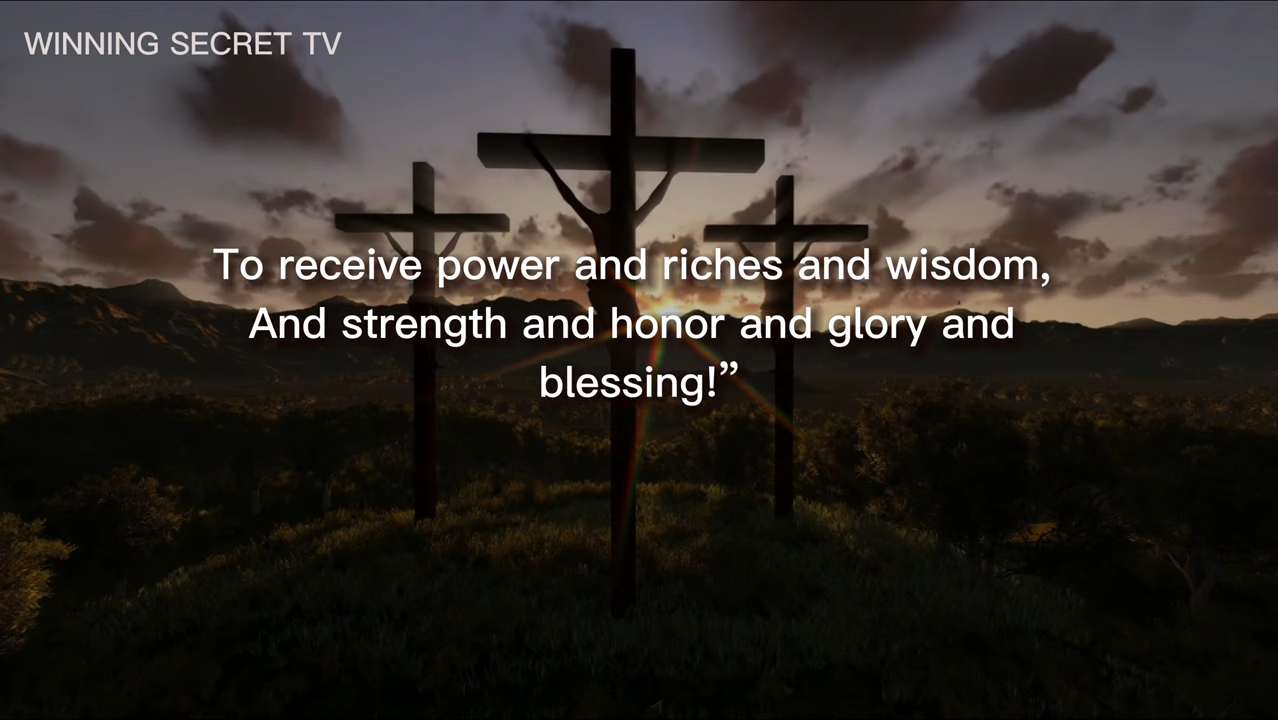 WINNING SECRET TV
To receive power and riches and wisdom,
And strength and honor and glory and
blessing!”